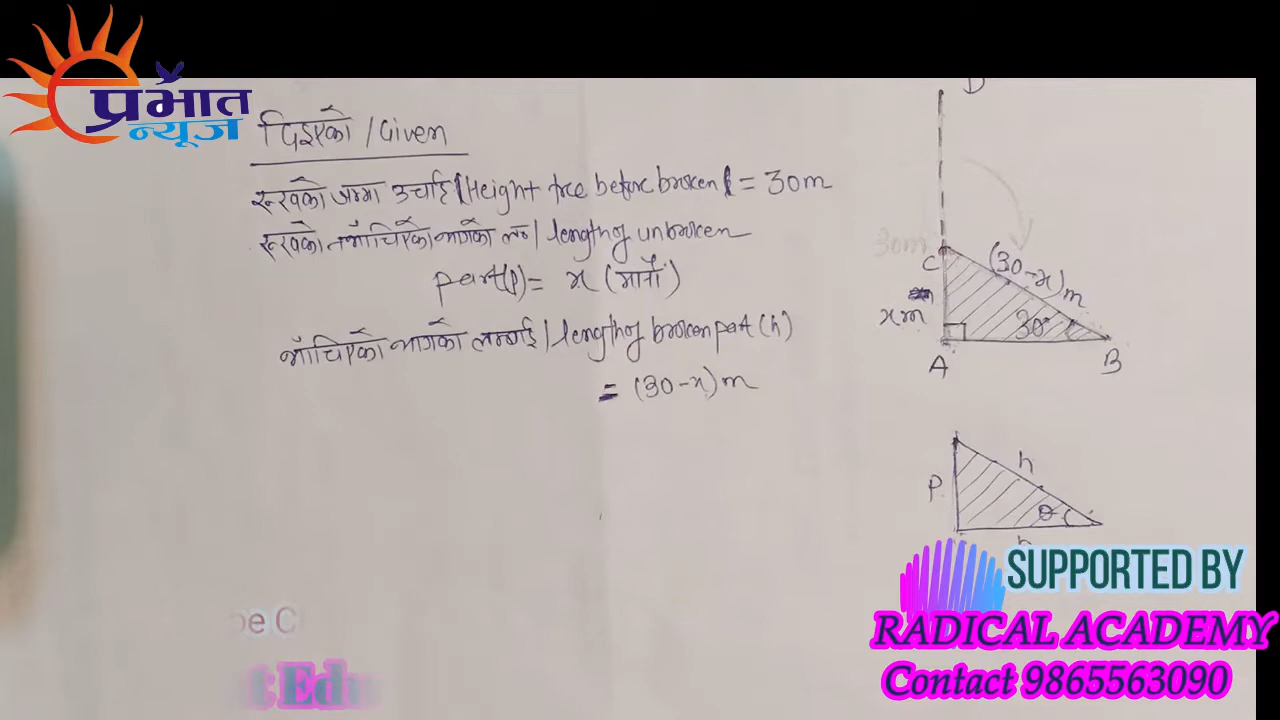 प्रभात
न्यूज
दिइएको / Given
रूखको जम्मा उचाई / Height tree before broken = 30m
रूखको नभाँचिएको भागको लम्बाई / length of unbroken
part(p) = x (मानौं)
भाँचिएको भागको लम्बाई / length of broken part (h)
= (30-x)m
D
30m
C
(30-x)m
xm
30°
A
B
P
h
θ
b
SUPPORTED BY
RADICAL ACADEMY
Contact 9865563090